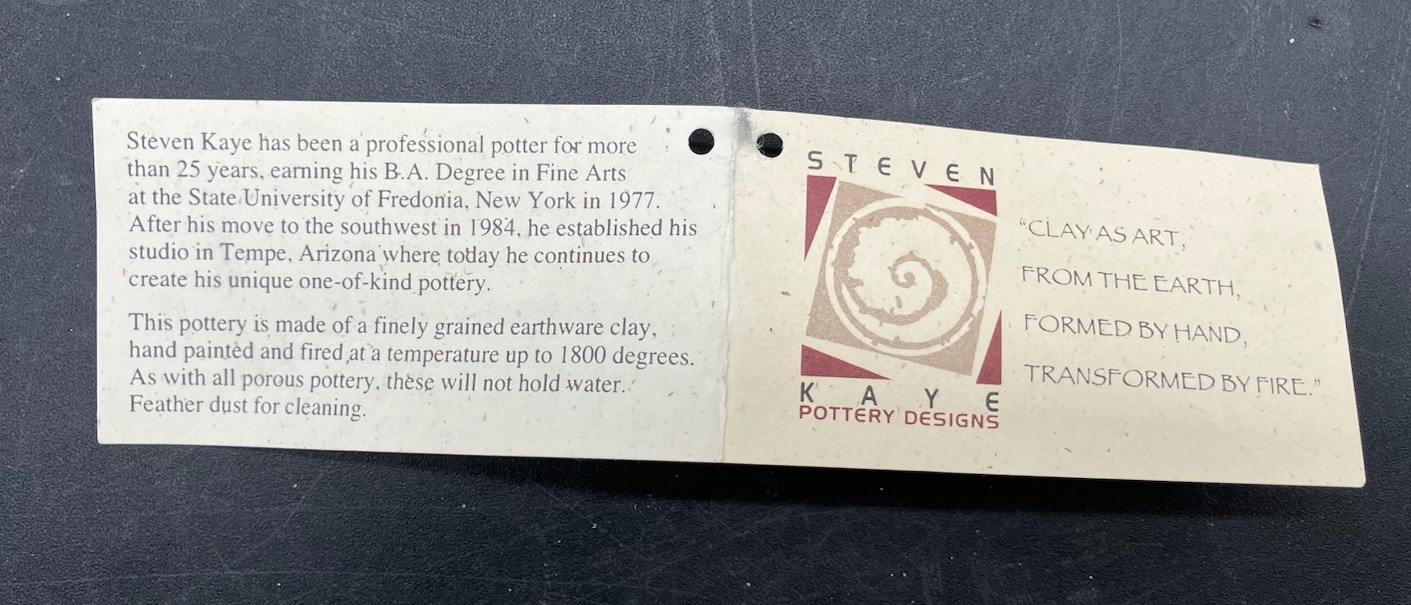 Steven Kaye has been a professional potter for more
than 25 years, earning his B.A. Degree in Fine Arts
at the State University of Fredonia, New York in 1977.
After his move to the southwest in 1984, he established his
studio in Tempe, Arizona where today he continues to
create his unique one-of-kind pottery.
This pottery is made of a finely grained earthware clay,
hand painted and fired at a temperature up to 1800 degrees.
As with all porous pottery, these will not hold water.
Feather dust for cleaning.
STEVEN
KAYE
POTTERY DESIGNS
"CLAY AS ART,
FROM THE EARTH,
FORMED BY HAND,
TRANSFORMED BY FIRE."